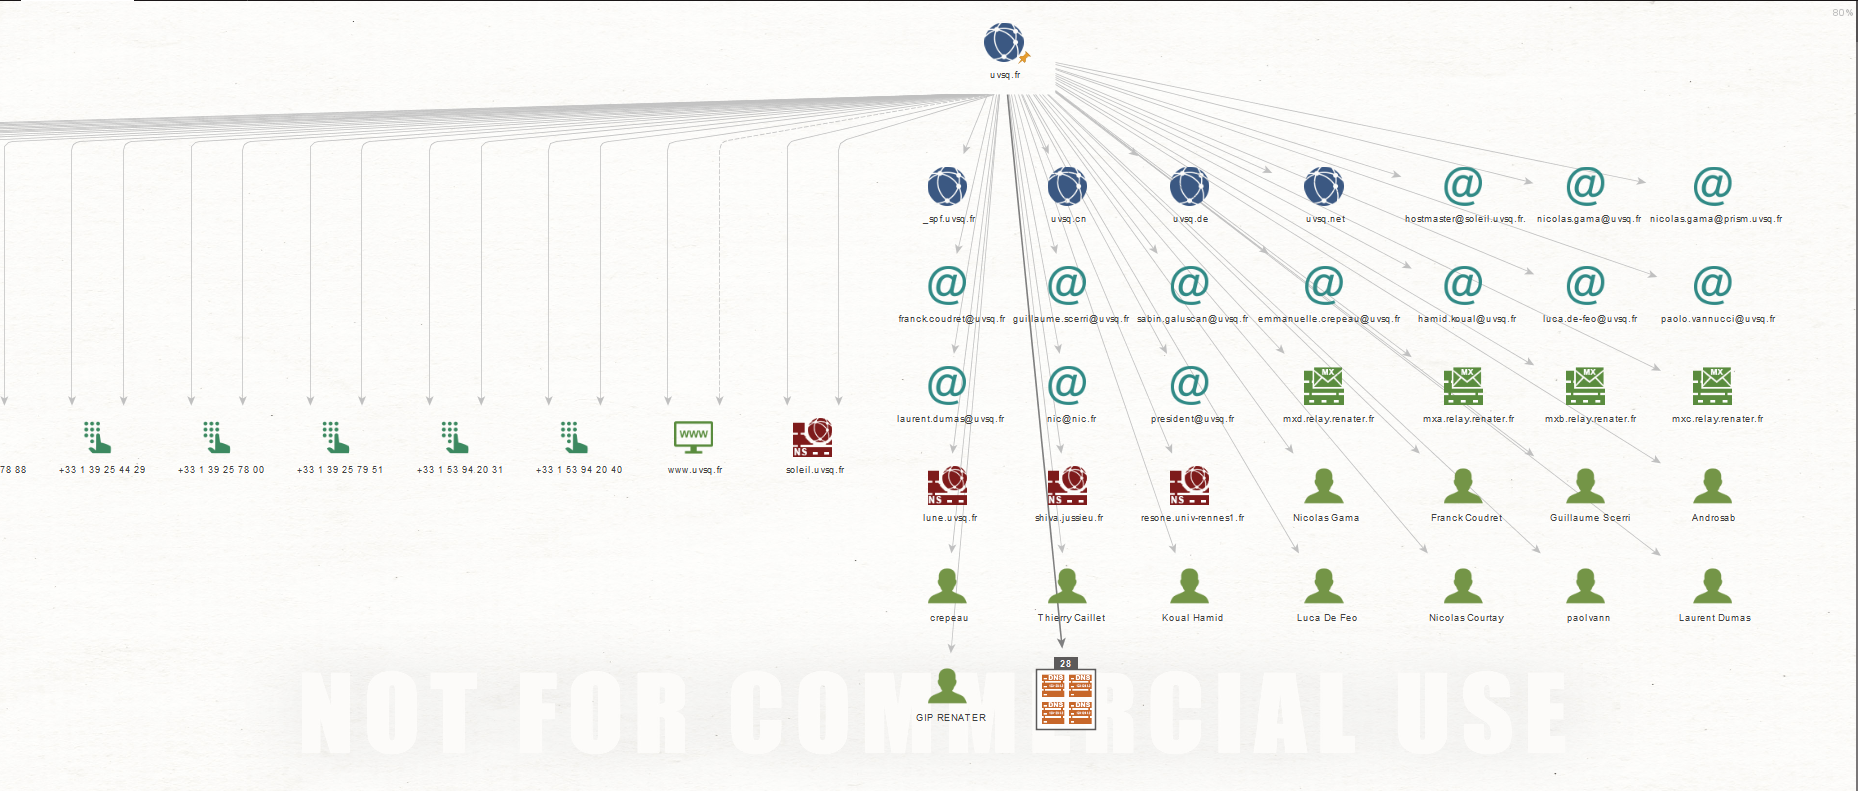 80%
uvsq.fr
_spf.uvsq.fr
uvsq.cn
uvsq.de
uvsq.net
hostmaster@soleil.uvsq.fr.
nicolas.gama@uvsq.fr
nicolas.gama@prism.uvsq.fr
franck.coudret@uvsq.fr
guillaume.scerri@uvsq.fr
sabin.galuscan@uvsq.fr
emmanuelle.crepeau@uvsq.fr
hamid.koual@uvsq.fr
luca.de-feo@uvsq.fr
paolo.vannucci@uvsq.fr
MX
MX
MX
MX
laurent.dumas@uvsq.fr
nic@nic.fr
president@uvsq.fr
mxd.relay.renater.fr
mxa.relay.renater.fr
mxb.relay.renater.fr
mxc.relay.renater.fr
WWW
NS
78 88
+33 1 39 25 44 29
+33 1 39 25 78 00
+33 1 39 25 79 51
+33 1 53 94 20 31
+33 1 53 94 20 40
www.uvsq.fr
soleil.uvsq.fr
NS
NS
NS
lune.uvsq.fr
shiva.jussieu.fr
resone.univ-rennes1.fr
Nicolas Gama
Franck Coudret
Guillaume Scerri
Androsab
crepeau
Thierry Caillet
Koual Hamid
Luca De Feo
Nicolas Courtay
paolvann
Laurent Dumas
28
DNS
DNS
DNS
DNS
GIP RENATER
NOT FOR COMMERCIAL USE